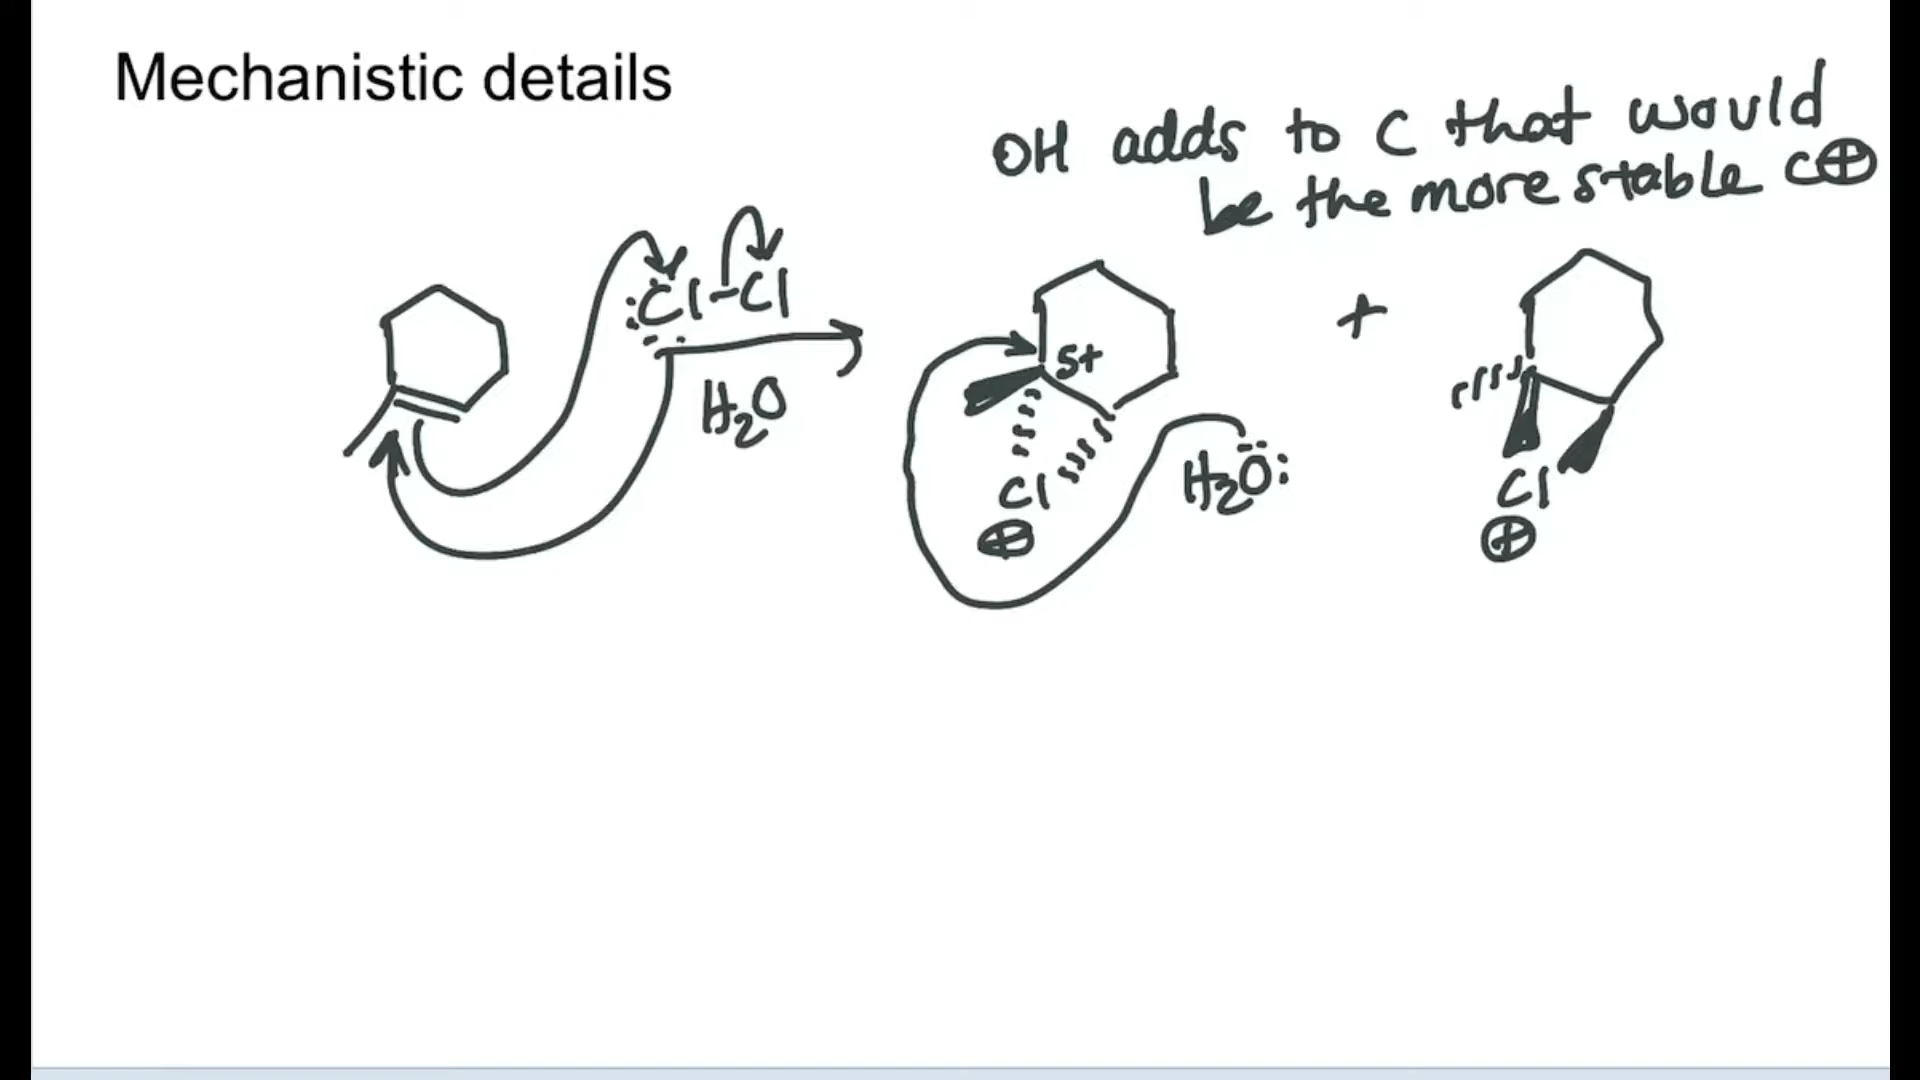 Mechanistic details
OH adds to C that would
be the more stable C⊕
:Cl-Cl
H₂O
+
δ+
Cl
⊕
H₂O:
Cl
⊕